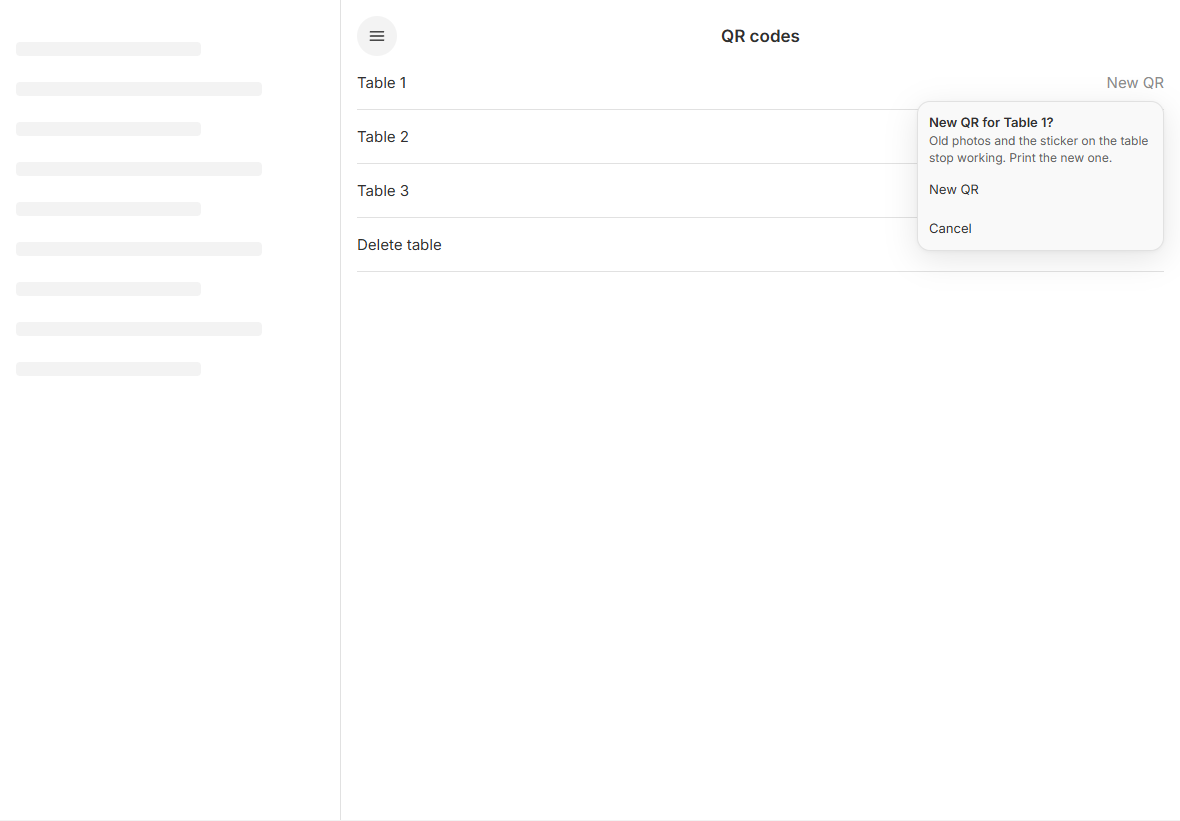 QR codes
Table 1
New QR
New QR for Table 1?
Old photos and the sticker on the table
stop working. Print the new one.
New QR
Cancel
Table 2
Table 3
Delete table